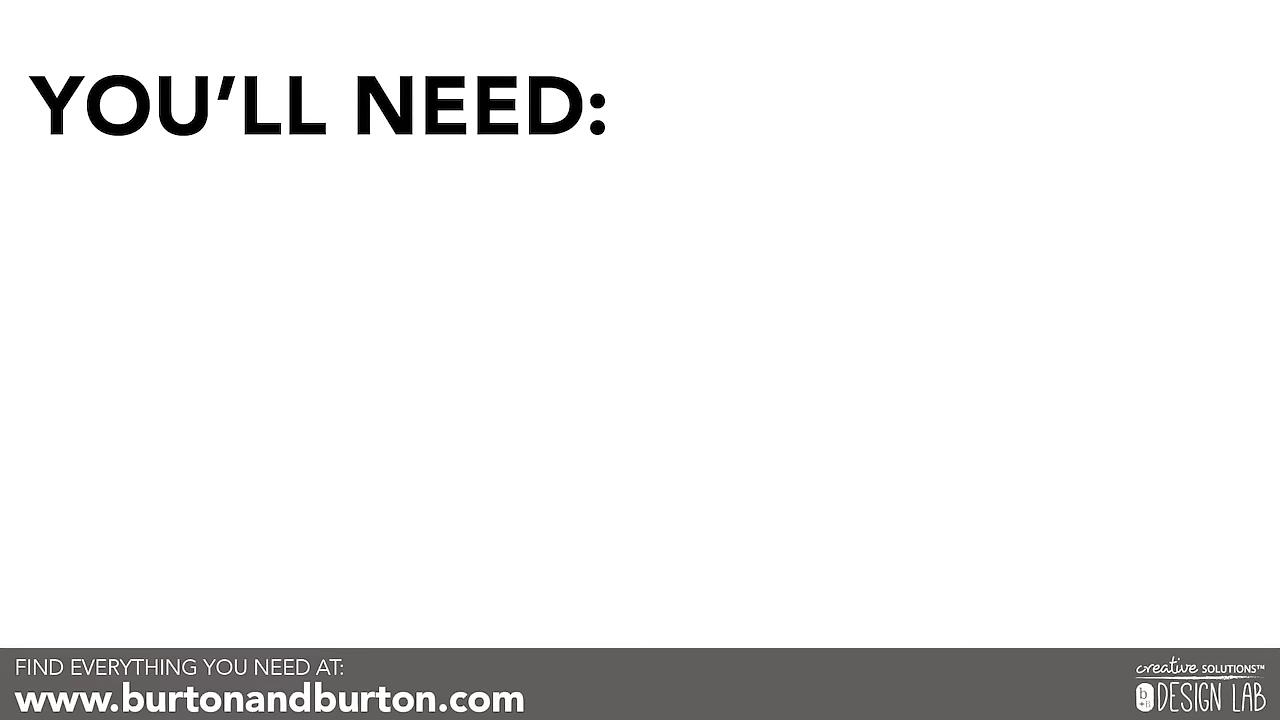 YOU’LL NEED:
FIND EVERYTHING YOU NEED AT:
www.burtonandburton.com
creative SOLUTIONS™
b+B DESIGN LAB